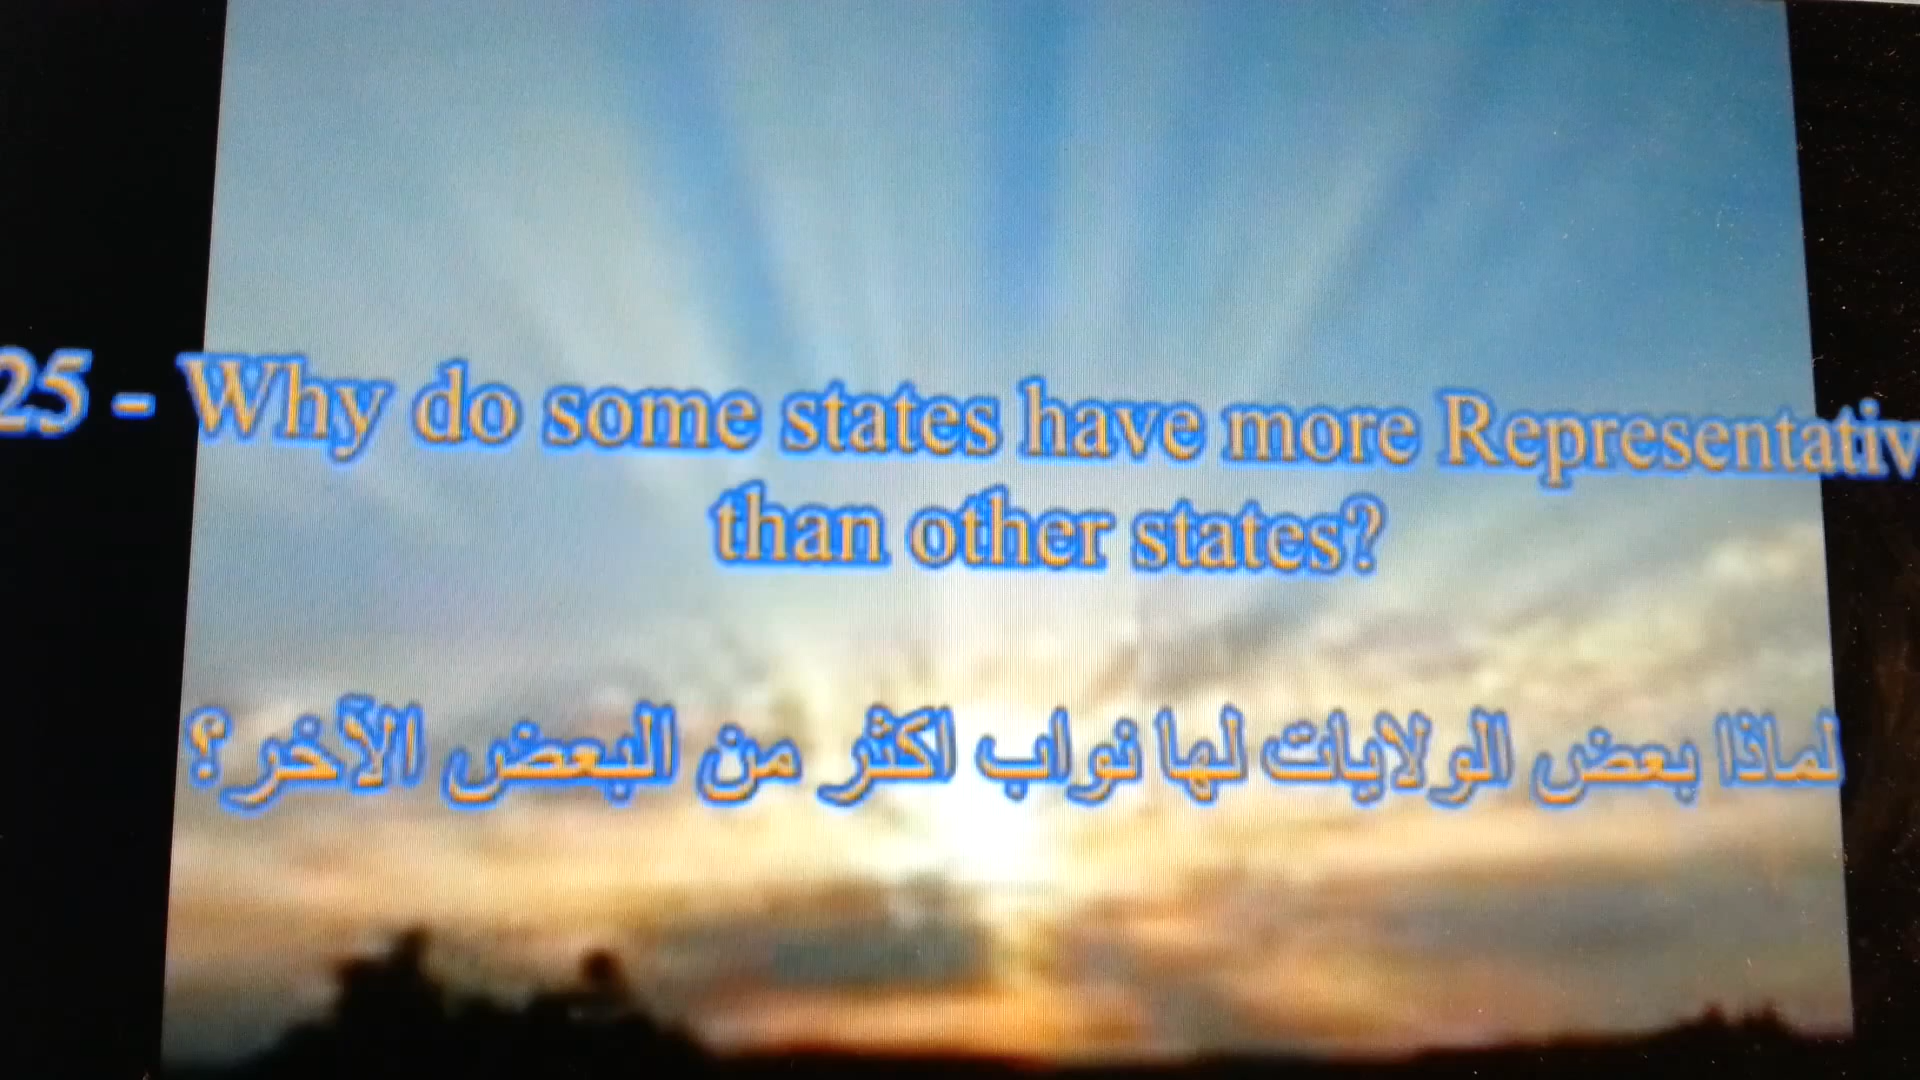 25 - Why do some states have more Representativ
than other states?
لماذا بعض الولايات لها نواب اكثر من البعض الآخر ؟